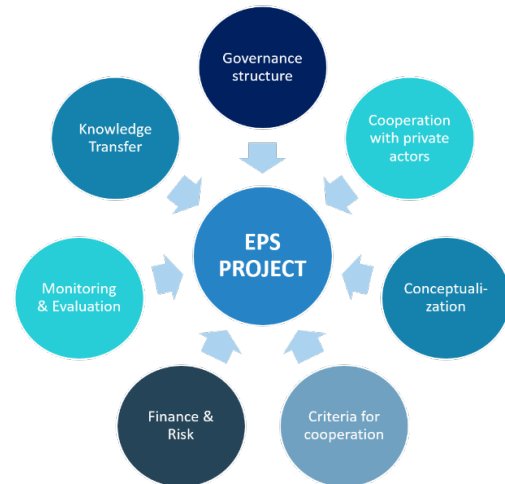 Governance
structure
Cooperation
with private
actors
Conceptuali-
zation
Criteria for
cooperation
Finance &
Risk
Monitoring
& Evaluation
Knowledge
Transfer
EPS
PROJECT